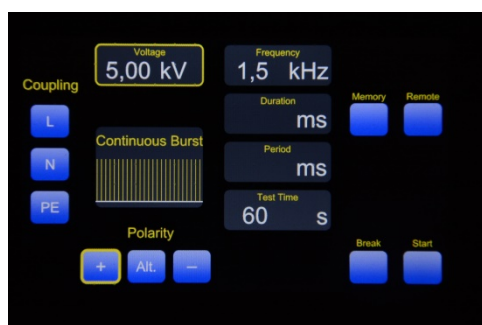 Voltage
5,00 kV
Frequency
1,5 kHz
Coupling
Duration
ms
Memory
Remote
L
Continuous Burst
N
Period
ms
PE
Test Time
60 s
Polarity
+
Alt.
−
Break
Start